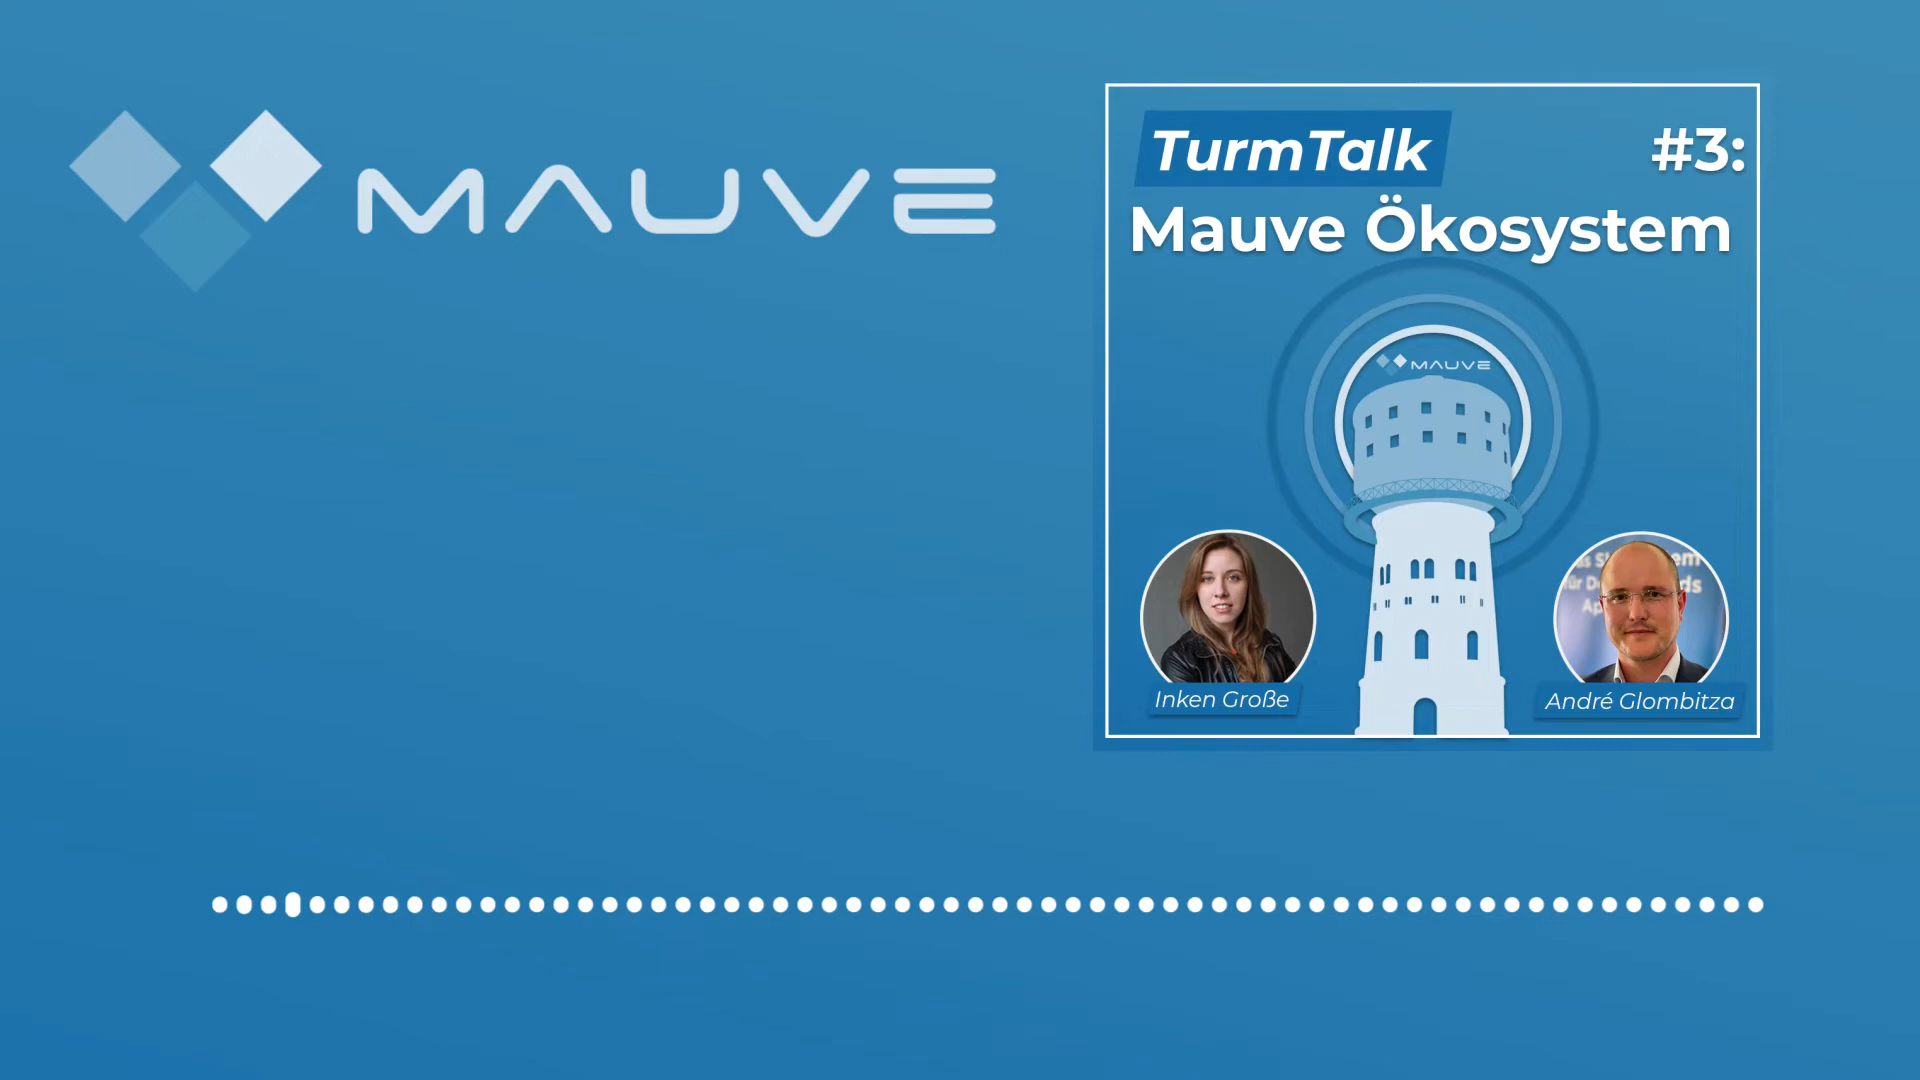 MAUVE
TurmTalk #3:
Mauve Ökosystem
MAUVE
Inken Große
André Glombitza